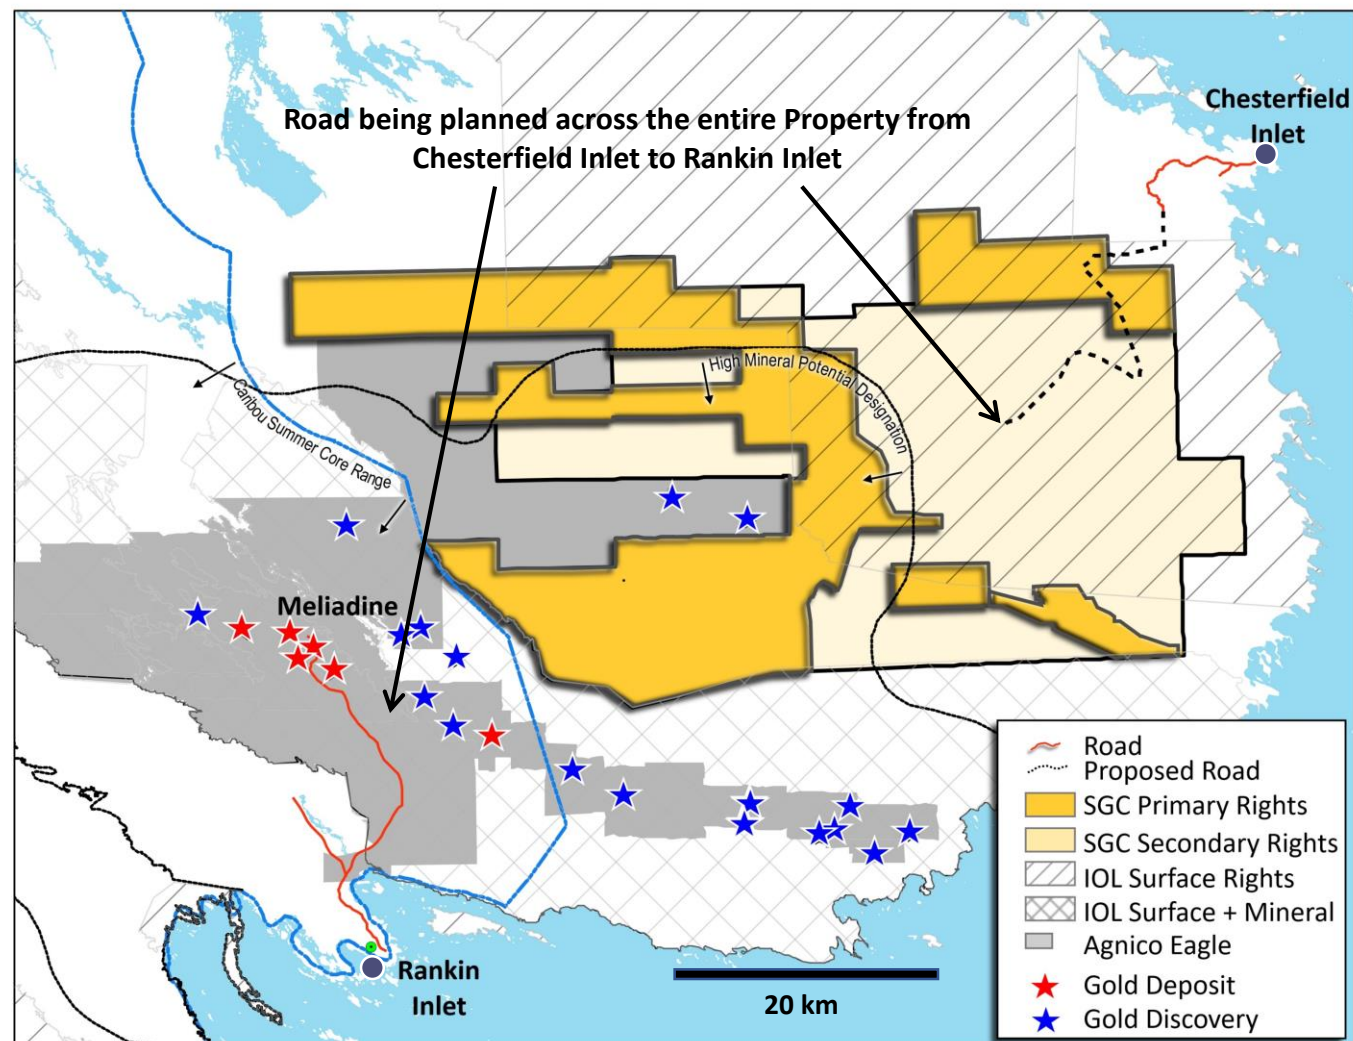 Chesterfield
Inlet
Road being planned across the entire Property from
Chesterfield Inlet to Rankin Inlet
High Mineral Potential Designation
Caribou Summer Core Range
Meliadine
Rankin
Inlet
20 km
Road
Proposed Road
SGC Primary Rights
SGC Secondary Rights
IOL Surface Rights
IOL Surface + Mineral
Agnico Eagle
Gold Deposit
Gold Discovery